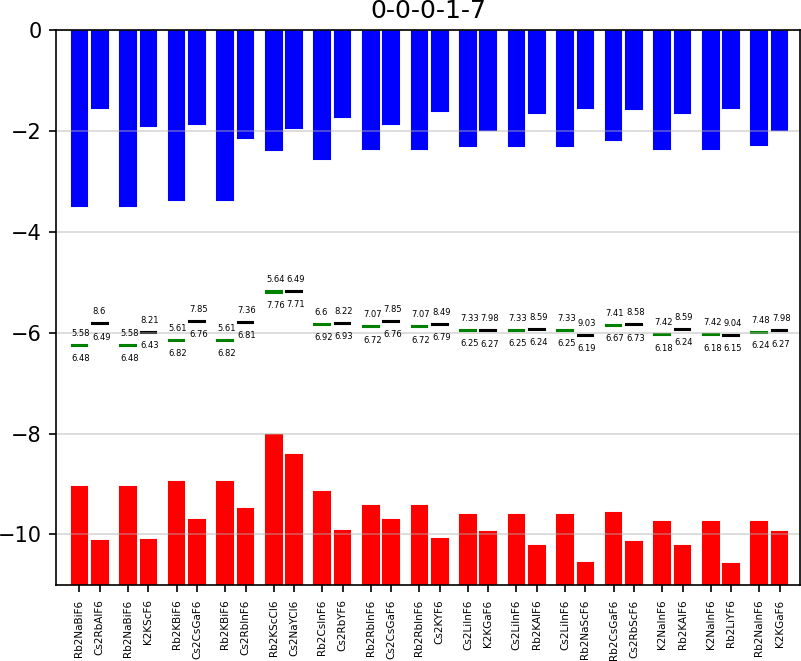 0-0-0-1-7
0
−2
−4
−6
−8
−10
5.58 8.6 5.58 8.21 5.61 7.85 5.61 7.36 5.64 6.49 6.6 8.22 7.07 7.85 7.07 8.49 7.33 7.98 7.33 8.59 7.33 9.03 7.41 8.58 7.42 8.59 7.42 9.04 7.48 7.98
6.48 6.49 6.48 6.43 6.82 6.76 6.82 6.81 7.76 7.71 6.92 6.93 6.72 6.76 6.72 6.79 6.25 6.27 6.25 6.24 6.25 6.19 6.67 6.73 6.18 6.24 6.18 6.15 6.24 6.27
Rb2NaBiF6
Cs2RbAlF6
Rb2NaBiF6
K2KScF6
Rb2KBiF6
Cs2CsGaF6
Rb2KBiF6
Cs2RbInF6
Rb2KScCl6
Cs2NaYCl6
Rb2CsInF6
Cs2RbYF6
Rb2RbInF6
Cs2CsGaF6
Rb2RbInF6
Cs2KYF6
Cs2LiInF6
K2KGaF6
Cs2LiInF6
Rb2KAlF6
Cs2LiInF6
Rb2NaScF6
Rb2CsGaF6
Cs2RbScF6
K2NaInF6
Rb2KAlF6
K2NaInF6
Rb2LiYF6
Rb2NaInF6
K2KGaF6